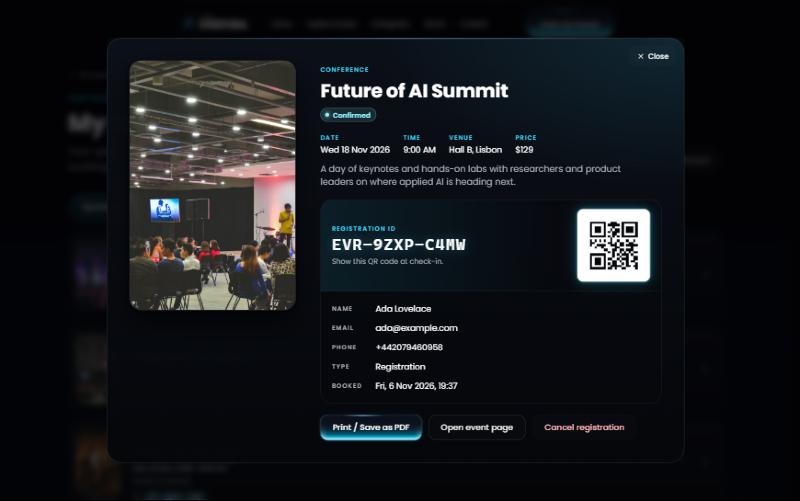 × Close
CONFERENCE
Future of AI Summit
Confirmed
DATE TIME VENUE PRICE
Wed 18 Nov 2026 9:00 AM Hall B, Lisbon $129
A day of keynotes and hands-on labs with researchers and product
leaders on where applied AI is heading next.
REGISTRATION ID
EVR-9ZXP-C4MW
Show this QR code at check-in.
NAME Ada Lovelace
EMAIL ada@example.com
PHONE +442079460958
TYPE Registration
BOOKED Fri, 6 Nov 2026, 19:37
Print / Save as PDF Open event page Cancel registration